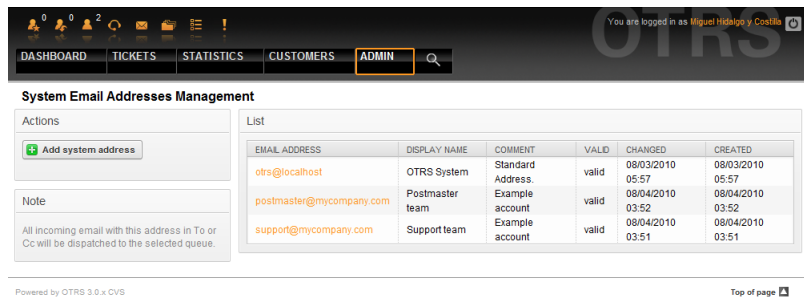 0 0 2
You are logged in as Miguel Hidalgo y Costilla
OTRS
DASHBOARD TICKETS STATISTICS CUSTOMERS ADMIN
System Email Addresses Management
Actions
Add system address
Note
All incoming email with this address in To or
Cc will be dispatched to the selected queue.
List
EMAIL ADDRESS DISPLAY NAME COMMENT VALID CHANGED CREATED
otrs@localhost OTRS System Standard Address. valid 08/03/2010 05:57 08/03/2010 05:57
postmaster@mycompany.com Postmaster team Example account valid 08/04/2010 03:52 08/04/2010 03:52
support@mycompany.com Support team Example account valid 08/04/2010 03:51 08/04/2010 03:51
Powered by OTRS 3.0.x CVS
Top of page